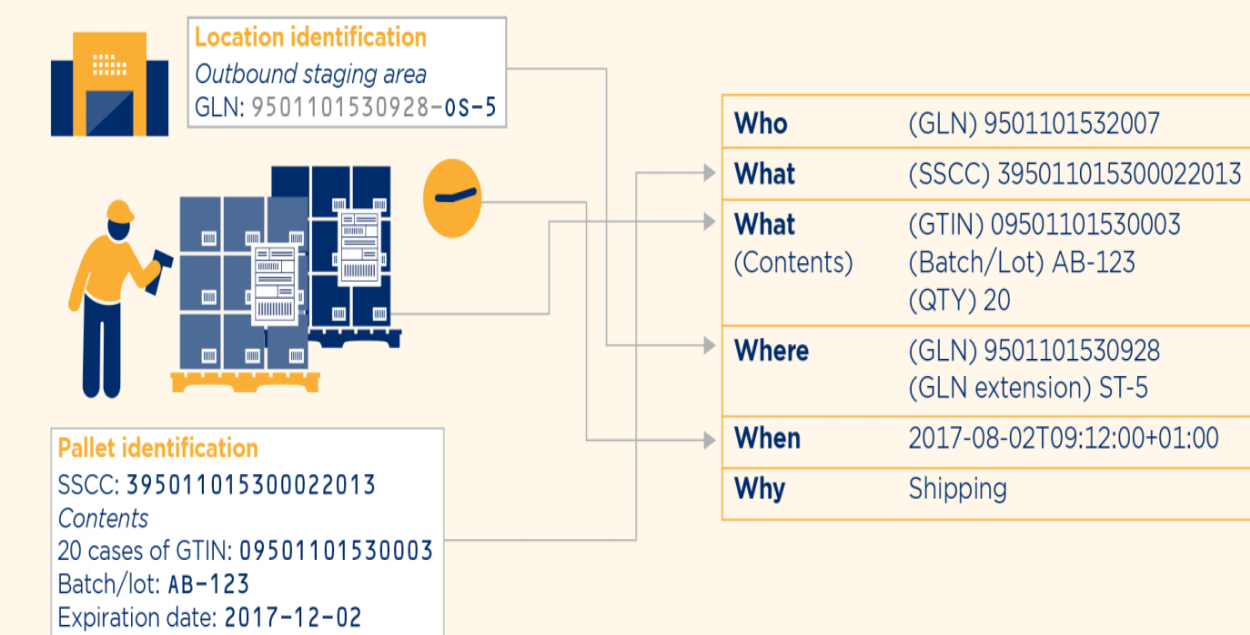 Location identification
Outbound staging area
GLN: 9501101530928-OS-5
Pallet identification
SSCC: 395011015300022013
Contents
20 cases of GTIN: 09501101530003
Batch/lot: AB-123
Expiration date: 2017-12-02
Who (GLN) 9501101532007
What (SSCC) 395011015300022013
What (GTIN) 09501101530003
(Contents) (Batch/Lot) AB-123
(QTY) 20
Where (GLN) 9501101530928
(GLN extension) ST-5
When 2017-08-02T09:12:00+01:00
Why Shipping